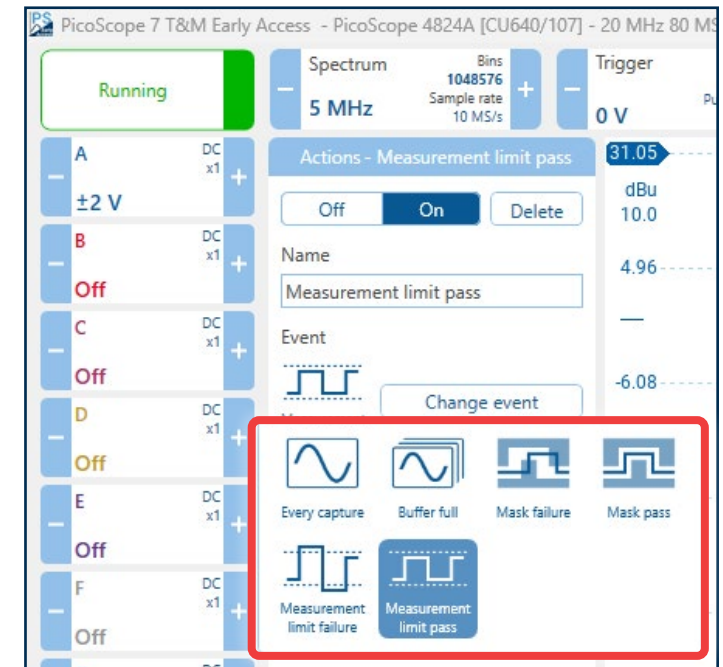 PicoScope 7 T&M Early Access - PicoScope 4824A [CU640/107] - 20 MHz 80 MS
Running
Spectrum
5 MHz
Bins
1048576
Sample rate
10 MS/s
Trigger
0 V
A
DC
x1
±2 V
B
DC
x1
Off
C
DC
x1
Off
D
DC
x1
Off
E
DC
x1
Off
F
DC
x1
Off
Actions - Measurement limit pass
Off
On
Delete
Name
Measurement limit pass
Event
Change event
Every capture
Buffer full
Mask failure
Mask pass
Measurement
limit failure
Measurement
limit pass
31.05
dBu
10.0
4.96
-6.08